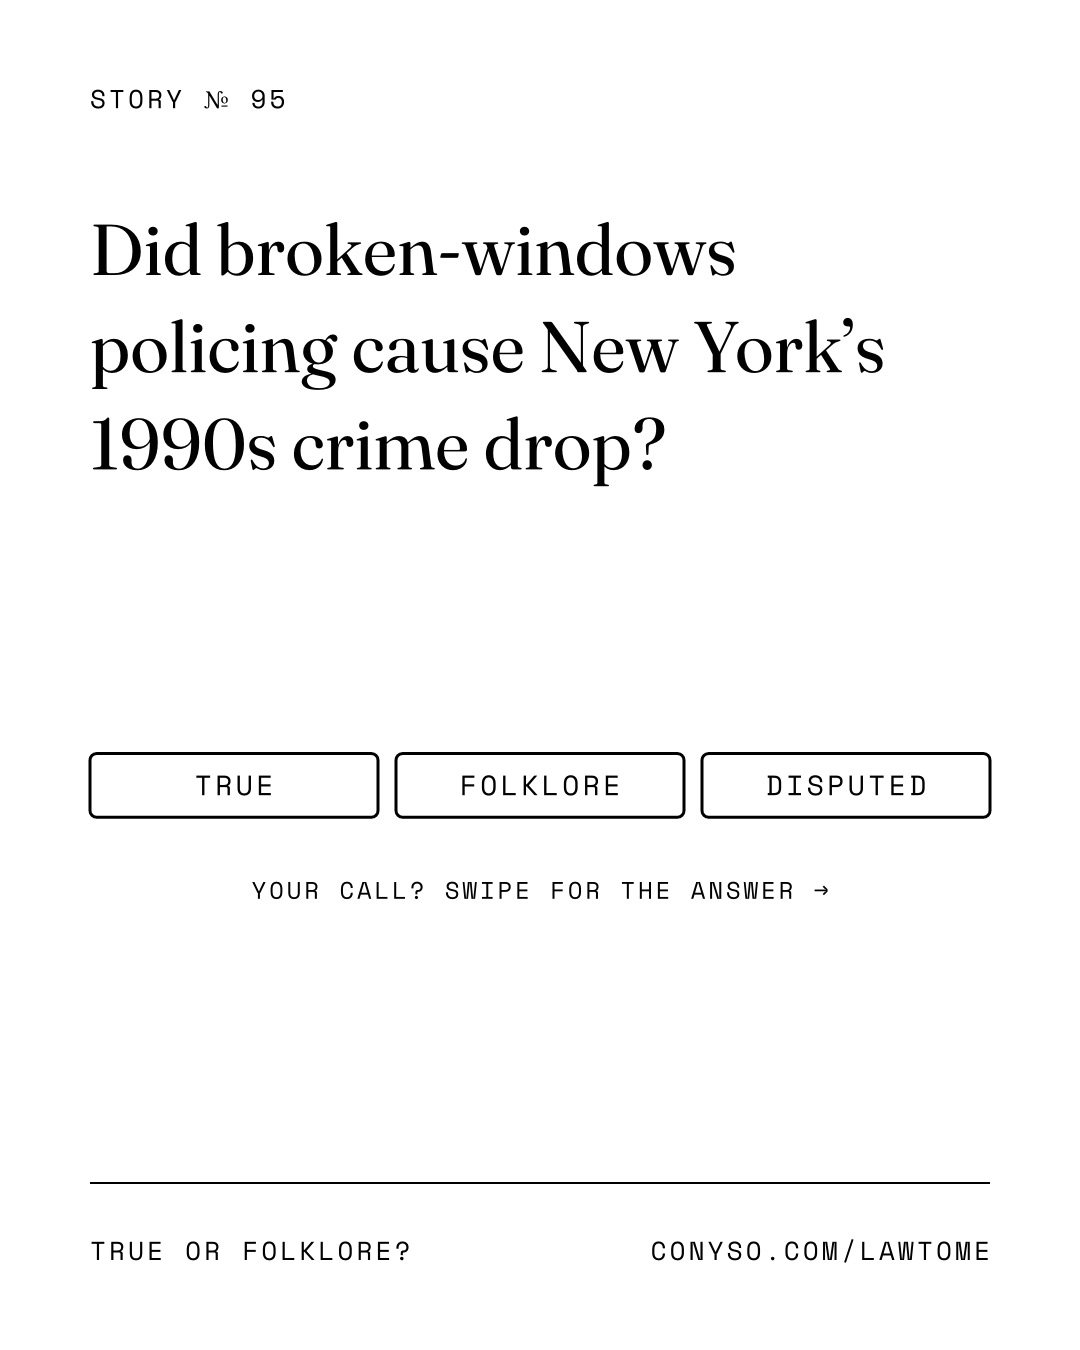 STORY № 95
Did broken-windows
policing cause New York’s
1990s crime drop?
TRUE
FOLKLORE
DISPUTED
YOUR CALL? SWIPE FOR THE ANSWER →
TRUE OR FOLKLORE?
CONYSO.COM/LAWTOME